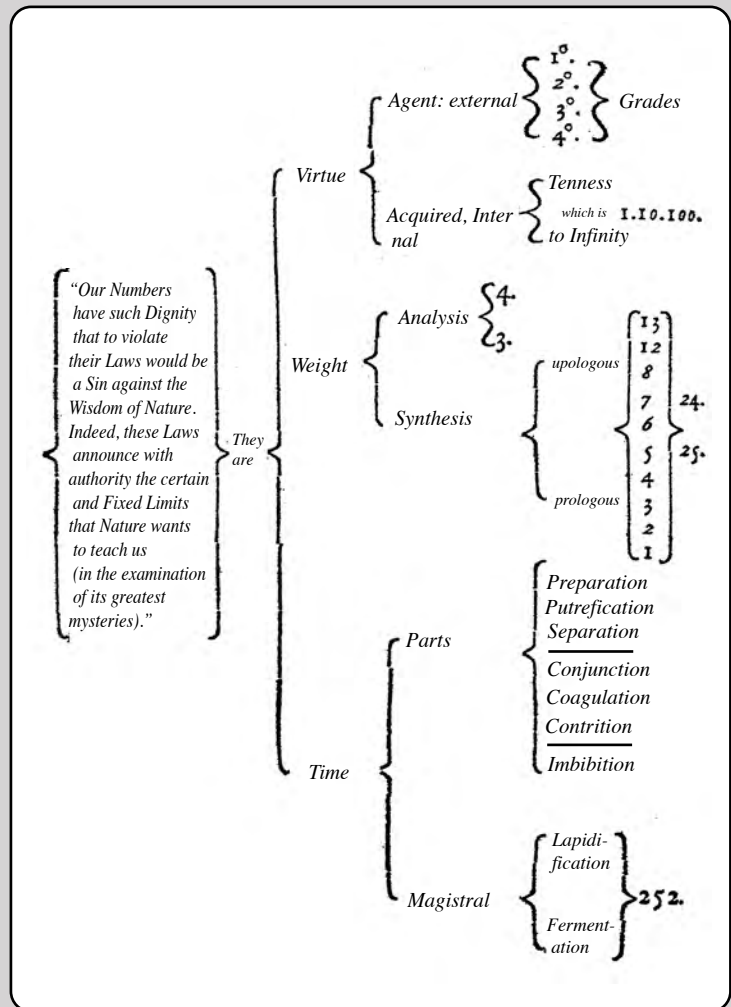 1°.
2°.
3°.
4°.
Agent: external
Grades
Virtue
Tenness
which is 1.10.100.
to Infinity
Acquired, Inter
nal
"Our Numbers
have such Dignity
that to violate
their Laws would be
a Sin against the
Wisdom of Nature.
Indeed, these Laws
announce with
authority the certain
and Fixed Limits
that Nature wants
to teach us
(in the examination
of its greatest
mysteries)."
They
are
Weight
Analysis
4.
3.
Synthesis
upologous
prologous
13
12
8
7
6
5
4
3
2
1
24.
25.
Time
Parts
Preparation
Putrefication
Separation
Conjunction
Coagulation
Contrition
Imbibition
Magistral
Lapidi-
fication
Ferment-
ation
252.